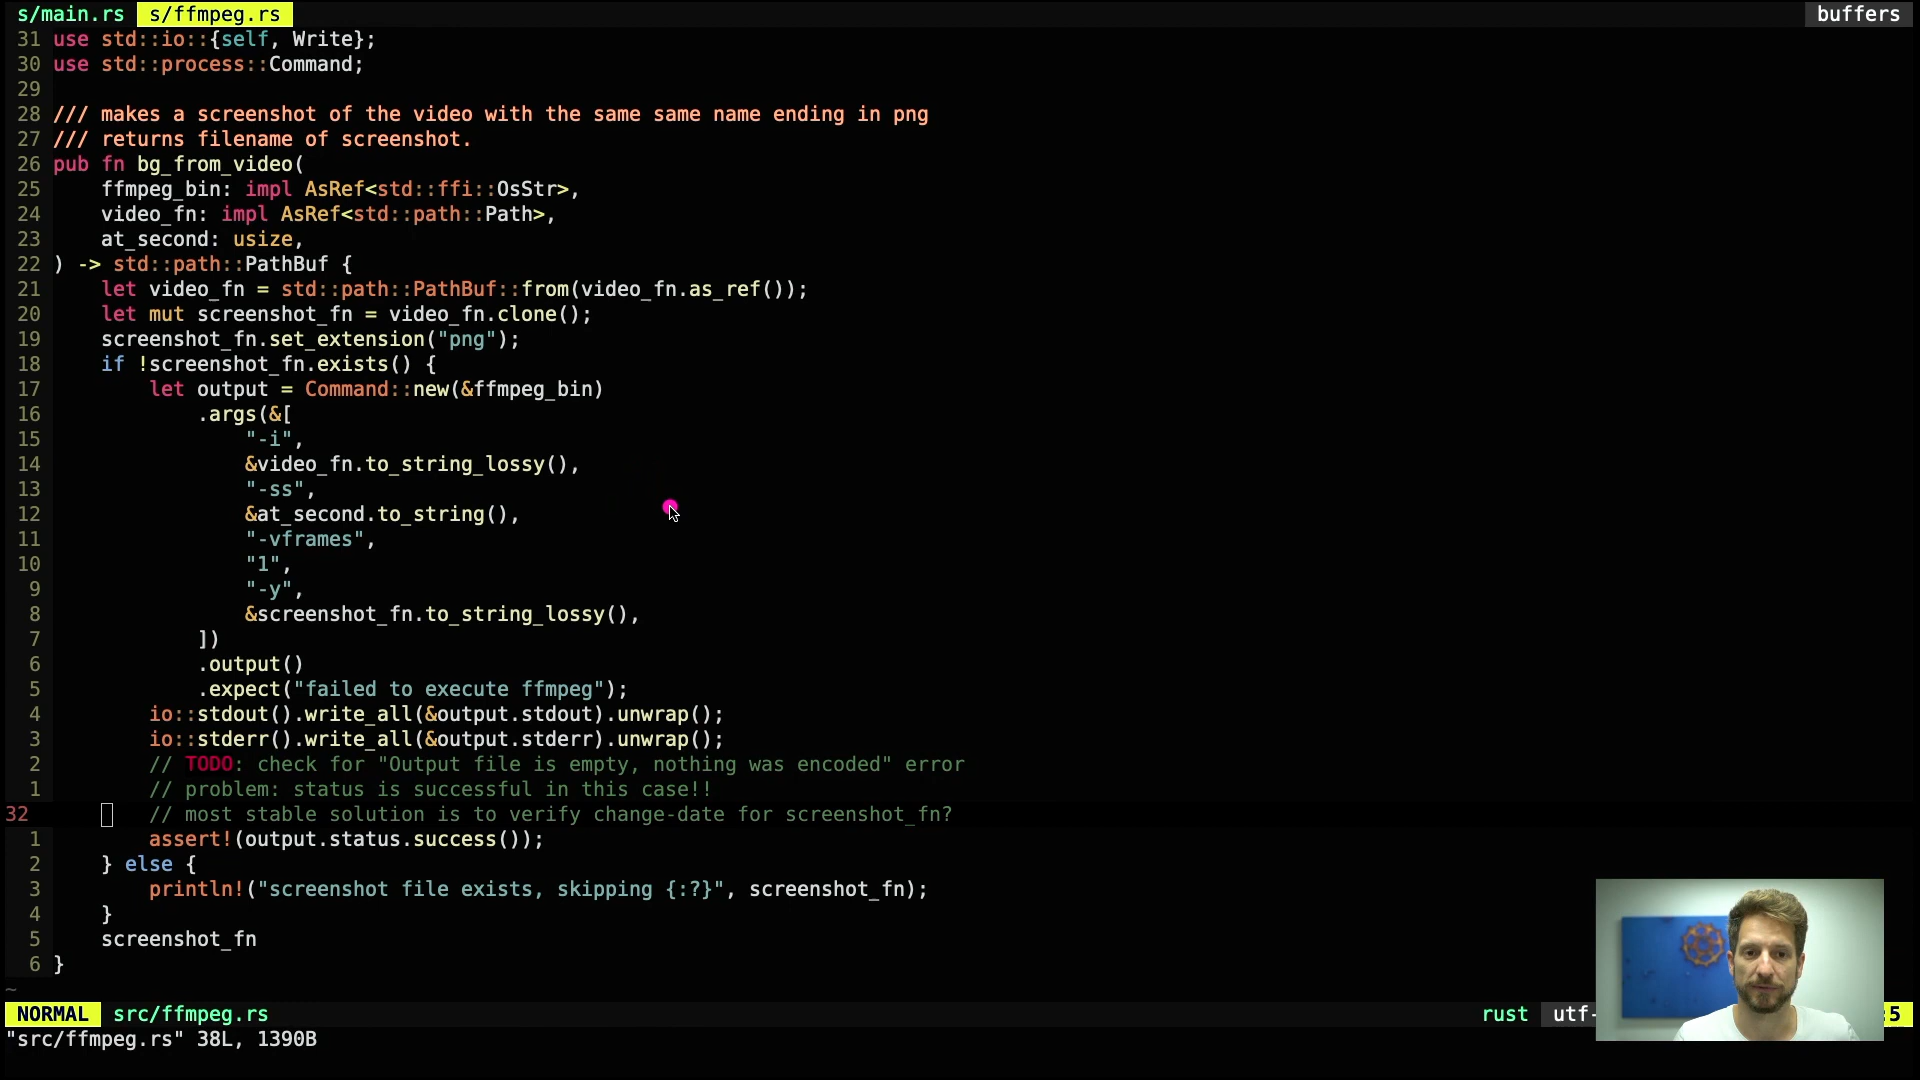 s/main.rs s/ffmpeg.rs buffers
31 use std::io::{self, Write};
30 use std::process::Command;
29
28 /// makes a screenshot of the video with the same same name ending in png
27 /// returns filename of screenshot.
26 pub fn bg_from_video(
25     ffmpeg_bin: impl AsRef<std::ffi::OsStr>,
24     video_fn: impl AsRef<std::path::Path>,
23     at_second: usize,
22 ) -> std::path::PathBuf {
21     let video_fn = std::path::PathBuf::from(video_fn.as_ref());
20     let mut screenshot_fn = video_fn.clone();
19     screenshot_fn.set_extension("png");
18     if !screenshot_fn.exists() {
17         let output = Command::new(&ffmpeg_bin)
16             .args(&[
15                 "-i",
14                 &video_fn.to_string_lossy(),
13                 "-ss",
12                 &at_second.to_string(),
11                 "-vframes",
10                 "1",
9                 "-y",
8                 &screenshot_fn.to_string_lossy(),
7             ])
6             .output()
5             .expect("failed to execute ffmpeg");
4         io::stdout().write_all(&output.stdout).unwrap();
3         io::stderr().write_all(&output.stderr).unwrap();
2         // TODO: check for "Output file is empty, nothing was encoded" error
1         // problem: status is successful in this case!!
32         // most stable solution is to verify change-date for screenshot_fn?
1         assert!(output.status.success());
2     } else {
3         println!("screenshot file exists, skipping {:?}", screenshot_fn);
4     }
5     screenshot_fn
6 }
~
NORMAL src/ffmpeg.rs rust utf- :5
"src/ffmpeg.rs" 38L, 1390B